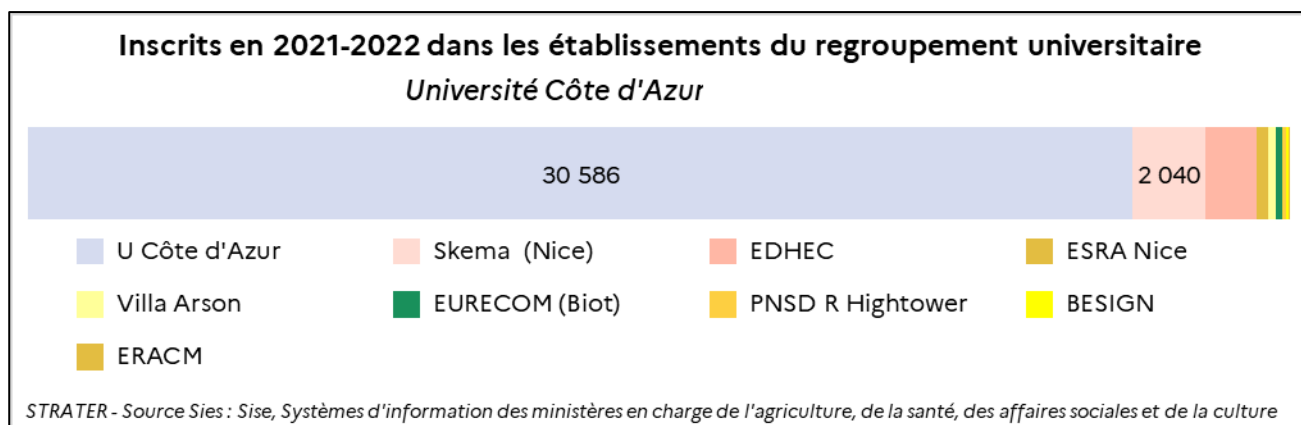 Inscrits en 2021-2022 dans les établissements du regroupement universitaire
Université Côte d'Azur
30 586
2 040
U Côte d'Azur
Skema (Nice)
EDHEC
ESRA Nice
Villa Arson
EURECOM (Biot)
PNSD R Hightower
BESIGN
ERACM
STRATER - Source Sies : Sise, Systèmes d'information des ministères en charge de l'agriculture, de la santé, des affaires sociales et de la culture